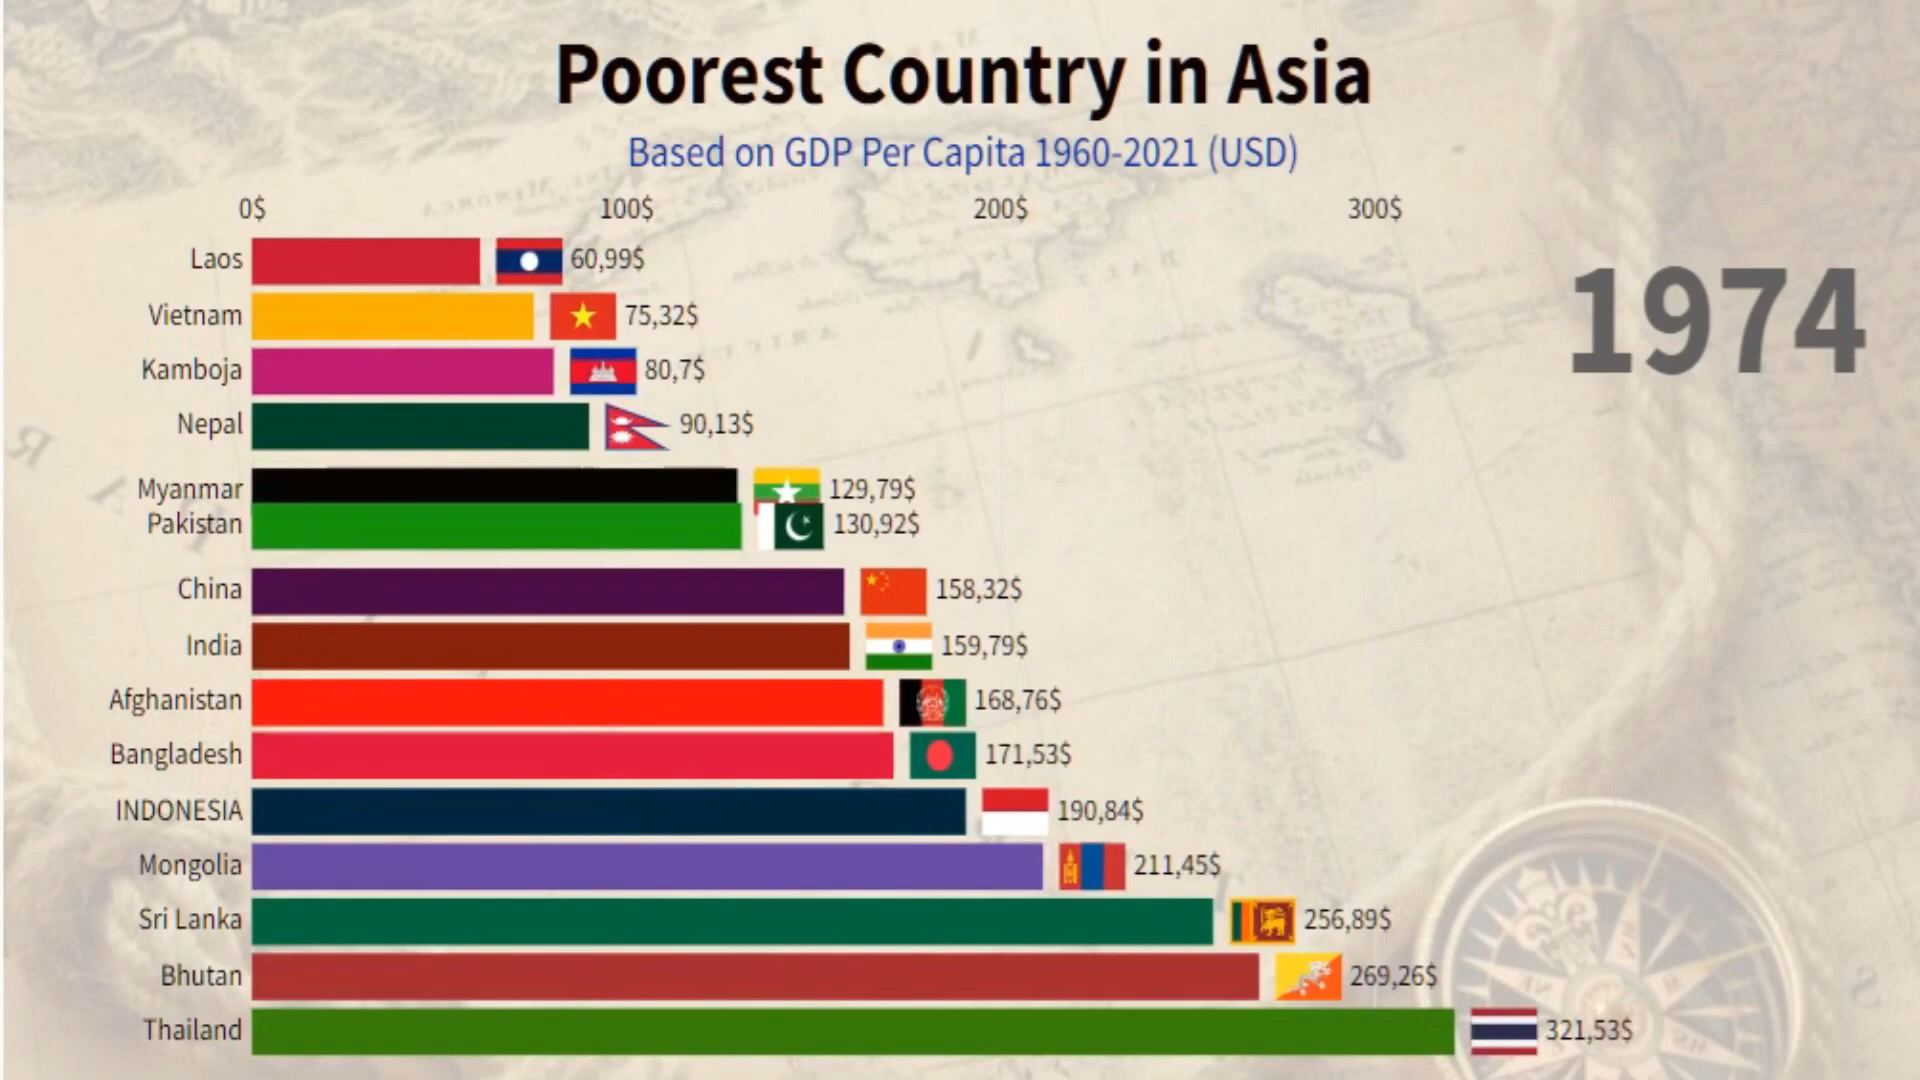 Poorest Country in Asia
Based on GDP Per Capita 1960-2021 (USD)
0$ 100$ 200$ 300$
1974
Laos 60,99$
Vietnam 75,32$
Kamboja 80,7$
Nepal 90,13$
Myanmar 129,79$
Pakistan 130,92$
China 158,32$
India 159,79$
Afghanistan 168,76$
Bangladesh 171,53$
INDONESIA 190,84$
Mongolia 211,45$
Sri Lanka 256,89$
Bhutan 269,26$
Thailand 321,53$